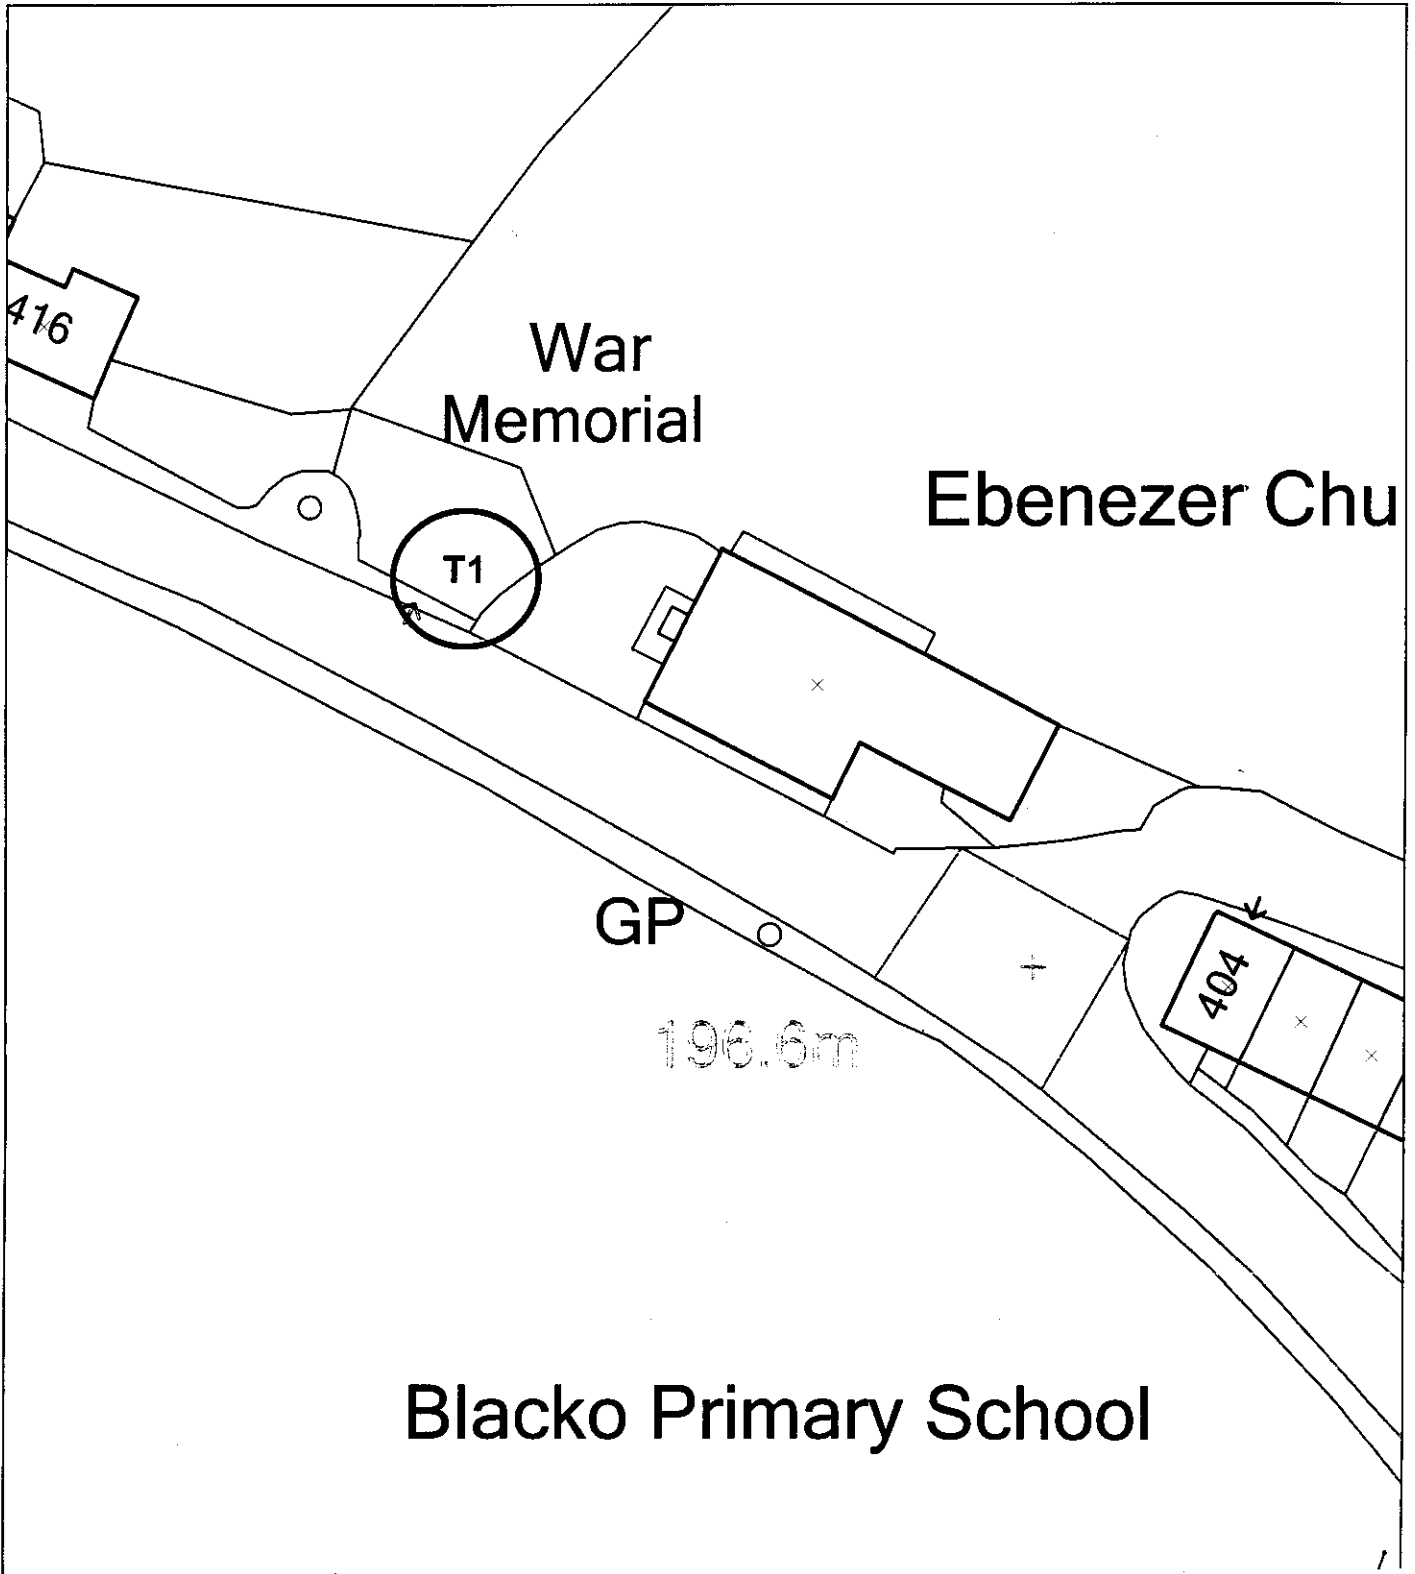 416
War
Memorial
Ebenezer Chu
T1
GP
404
196.6m
Blacko Primary School